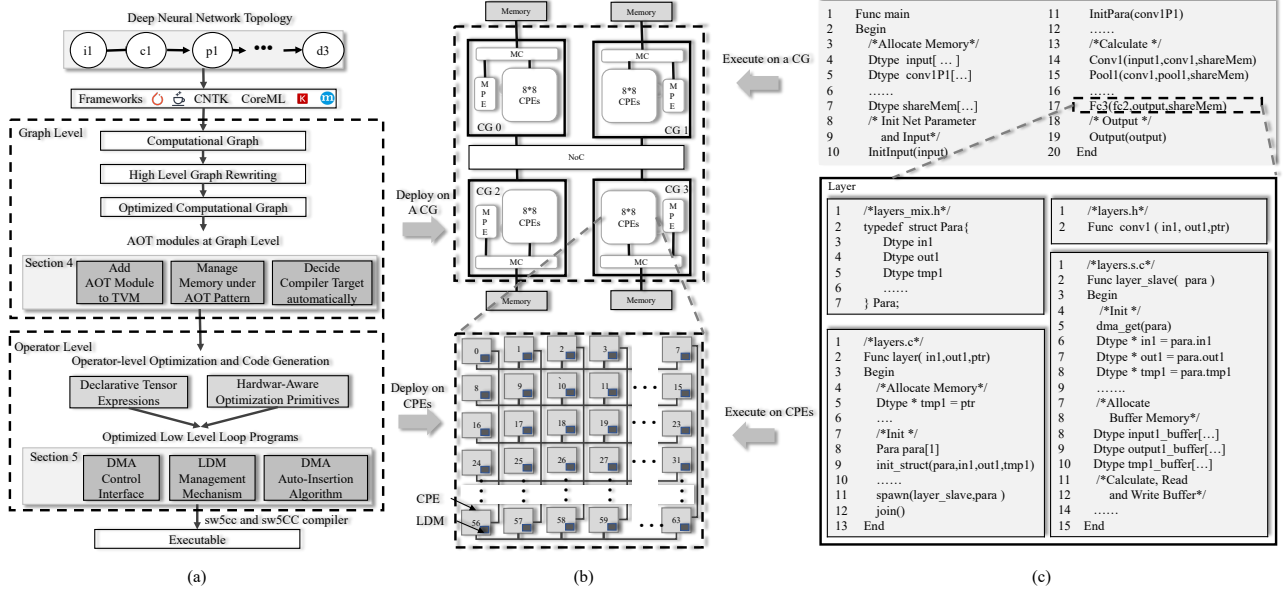 Deep Neural Network Topology
i1 c1 p1 ••• d3
Frameworks CNTK CoreML K m
Graph Level
Computational Graph
High Level Graph Rewriting
Optimized Computational Graph
AOT modules at Graph Level
Section 4
Add
AOT Module
to TVM
Manage
Memory under
AOT Pattern
Decide
Compiler Target
automatically
Operator Level
Operator-level Optimization and Code Generation
Declarative Tensor
Expressions
Hardwar-Aware
Optimization Primitives
Optimized Low Level Loop Programs
Section 5
DMA
Control
Interface
LDM
Management
Mechanism
DMA
Auto-Insertion
Algorithm
sw5cc and sw5CC compiler
Executable
(a)
Deploy on
A CG
Deploy on
CPEs
Memory
Memory
MC
MC
M
P
E
8*8
CPEs
8*8
CPEs
M
P
E
CG 0
CG 1
NoC
CG 2
CG 3
M
P
E
8*8
CPEs
8*8
CPEs
M
P
E
MC
MC
Memory
Memory
0 1 2 3 7
8 9 10 11 15
16 17 18 19 23
24 25 26 27 31
CPE
LDM
56 57 58 59 63
(b)
Execute on a CG
Execute on CPEs
1 Func main
2 Begin
3 /*Allocate Memory*/
4 Dtype input[ … ]
5 Dtype conv1P1[…]
6 ……
7 Dtype shareMem[…]
8 /* Init Net Parameter
9 and Input*/
10 InitInput(input)
11 InitPara(conv1P1)
12 ……
13 /*Calculate */
14 Conv1(input1,conv1,shareMem)
15 Pool1(conv1,pool1,shareMem)
16 ……
17 Fc3(fc2,output,shareMem)
18 /* Output */
19 Output(output)
20 End
Layer
1 /*layers_mix.h*/
2 typedef struct Para{
3 Dtype in1
4 Dtype out1
5 Dtype tmp1
6 ……
7 } Para;
1 /*layers.h*/
2 Func conv1 ( in1, out1,ptr)
1 /*layers.c*/
2 Func layer( in1,out1,ptr)
3 Begin
4 /*Allocate Memory*/
5 Dtype * tmp1 = ptr
6 ….
7 /*Init */
8 Para para[1]
9 init_struct(para,in1,out1,tmp1)
10 ……
11 spawn(layer_slave,para )
12 join()
13 End
1 /*layers.s.c*/
2 Func layer_slave( para )
3 Begin
4 /*Init */
5 dma_get(para)
6 Dtype * in1 = para.in1
7 Dtype * out1 = para.out1
8 Dtype * tmp1 = para.tmp1
9 …….
7 /*Allocate
8 Buffer Memory*/
8 Dtype input1_buffer[…]
9 Dtype output1_buffer[…]
10 Dtype tmp1_buffer[…]
11 /*Calculate, Read
12 and Write Buffer*/
14 ……
15 End
(c)